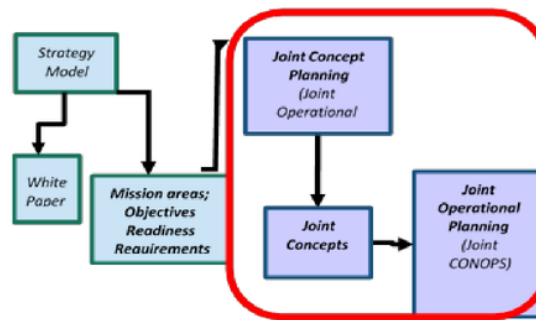 Strategy
Model
White
Paper
Mission areas;
Objectives
Readiness
Requirements
Joint Concept
Planning
(Joint
Operational
Joint
Concepts
Joint
Operational
Planning
(Joint
CONOPS)